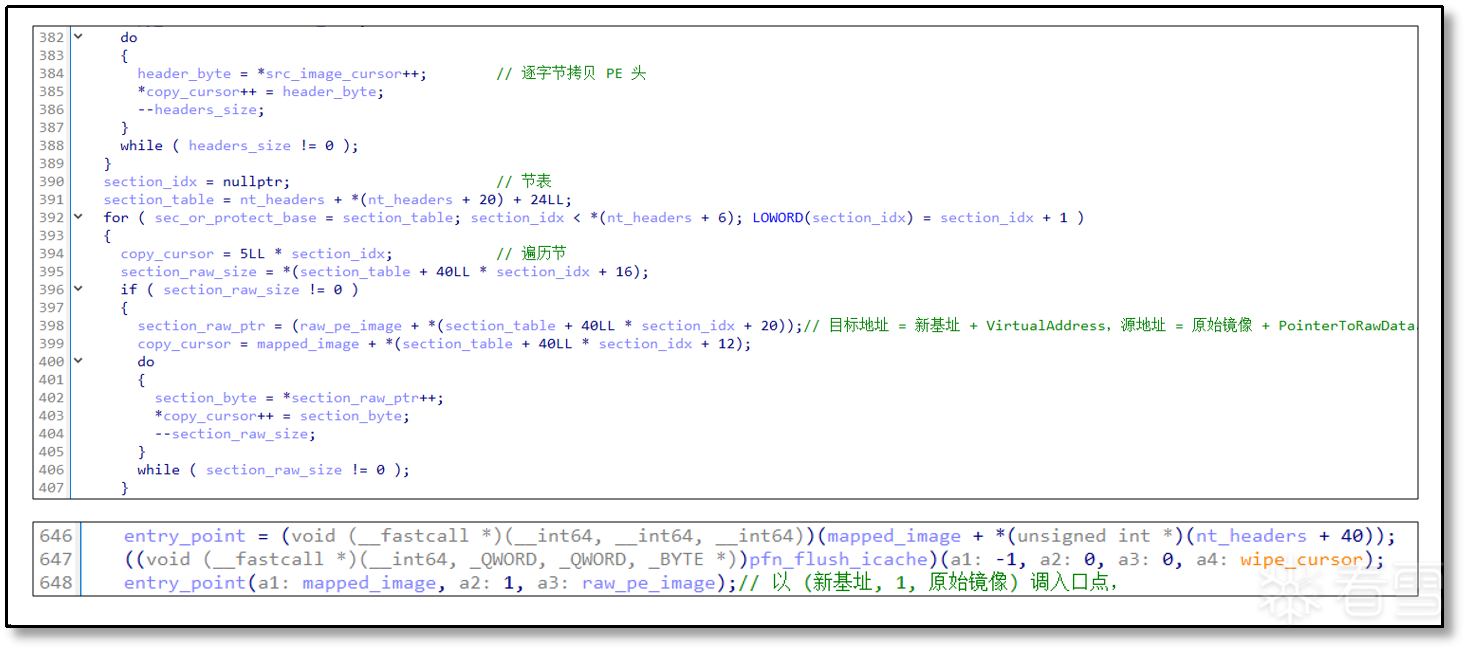 382 do
383 {
384 header_byte = *src_image_cursor++; // 逐字节拷贝 PE 头
385 *copy_cursor++ = header_byte;
386 --headers_size;
387 }
388 while ( headers_size != 0 );
389 }
390 section_idx = nullptr; // 节表
391 section_table = nt_headers + *(nt_headers + 20) + 24LL;
392 for ( sec_or_protect_base = section_table; section_idx < *(nt_headers + 6); LOWORD(section_idx) = section_idx + 1 )
393 {
394 copy_cursor = 5LL * section_idx; // 遍历节
395 section_raw_size = *(section_table + 40LL * section_idx + 16);
396 if ( section_raw_size != 0 )
397 {
398 section_raw_ptr = (raw_pe_image + *(section_table + 40LL * section_idx + 20));// 目标地址 = 新基址 + VirtualAddress，源地址 = 原始镜像 + PointerToRawData
399 copy_cursor = mapped_image + *(section_table + 40LL * section_idx + 12);
400 do
401 {
402 section_byte = *section_raw_ptr++;
403 *copy_cursor++ = section_byte;
404 --section_raw_size;
405 }
406 while ( section_raw_size != 0 );
407 }
646 entry_point = (void (__fastcall *)(__int64, __int64, __int64))(mapped_image + *(unsigned int *)(nt_headers + 40));
647 ((void (__fastcall *)(__int64, _QWORD, _QWORD, _BYTE *))pfn_flush_icache)(a1: -1, a2: 0, a3: 0, a4: wipe_cursor);
648 entry_point(a1: mapped_image, a2: 1, a3: raw_pe_image);// 以 (新基址, 1, 原始镜像) 调入口点，
看雪